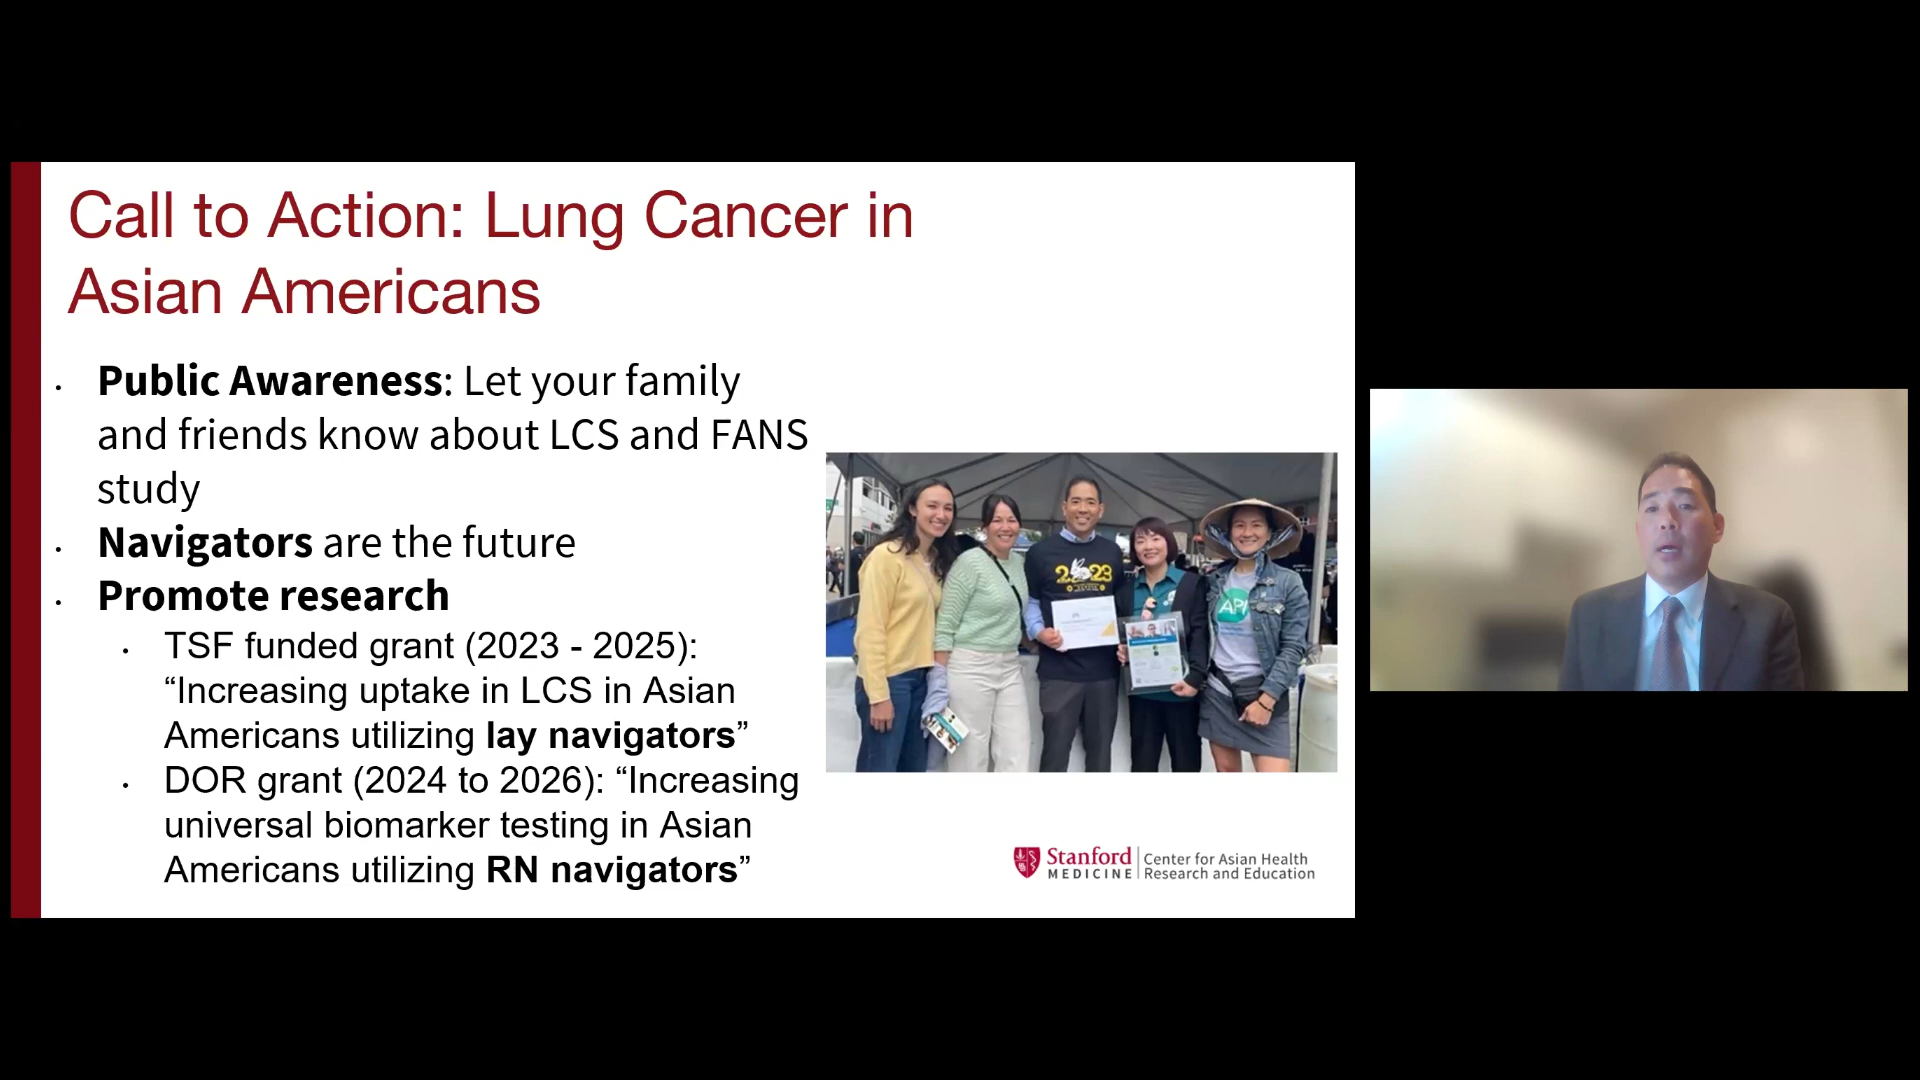 Call to Action: Lung Cancer in
Asian Americans
• Public Awareness: Let your family
and friends know about LCS and FANS
study
• Navigators are the future
• Promote research
• TSF funded grant (2023 - 2025):
“Increasing uptake in LCS in Asian
Americans utilizing lay navigators”
• DOR grant (2024 to 2026): “Increasing
universal biomarker testing in Asian
Americans utilizing RN navigators”
2023
API
Stanford
MEDICINE
Center for Asian Health
Research and Education